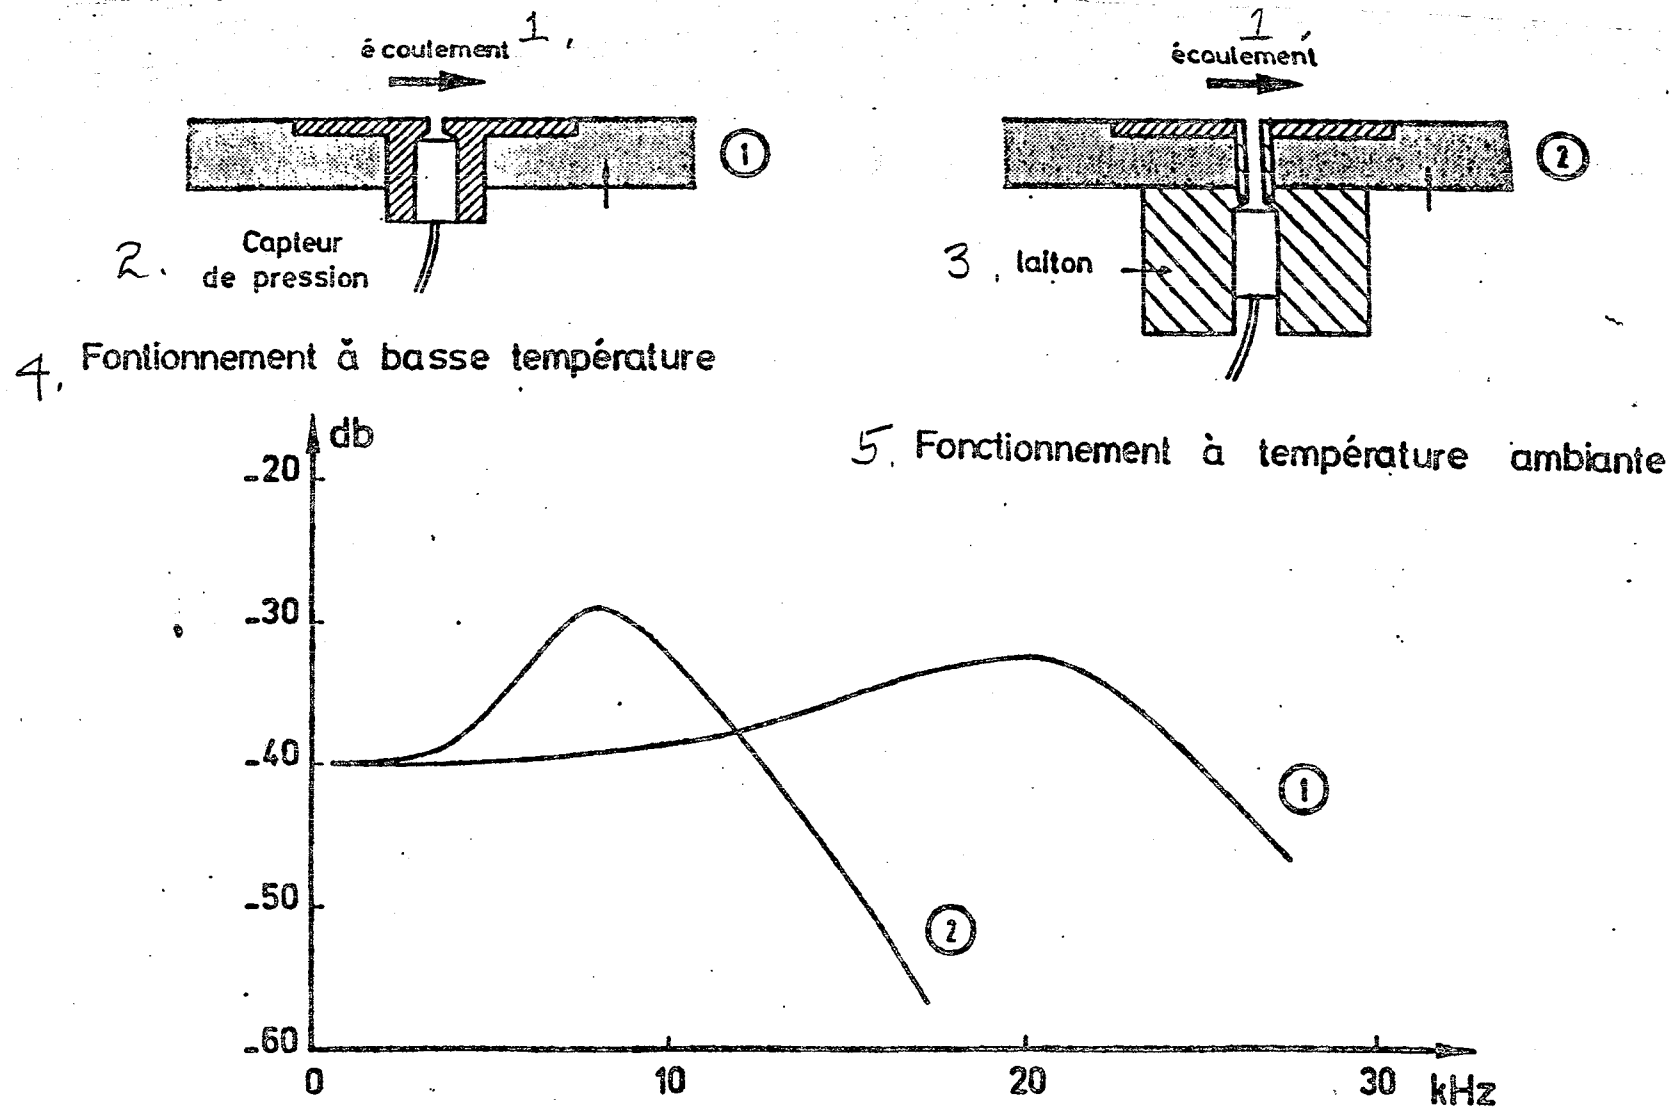 1.
écoulement
1
écoulement
1
2
2. Capteur
de pression
3. laiton
4. Fontionnement à basse température
5. Fonctionnement à température ambiante
db
-20
-30
-40
-50
-60
1
2
0 10 20 30 kHz